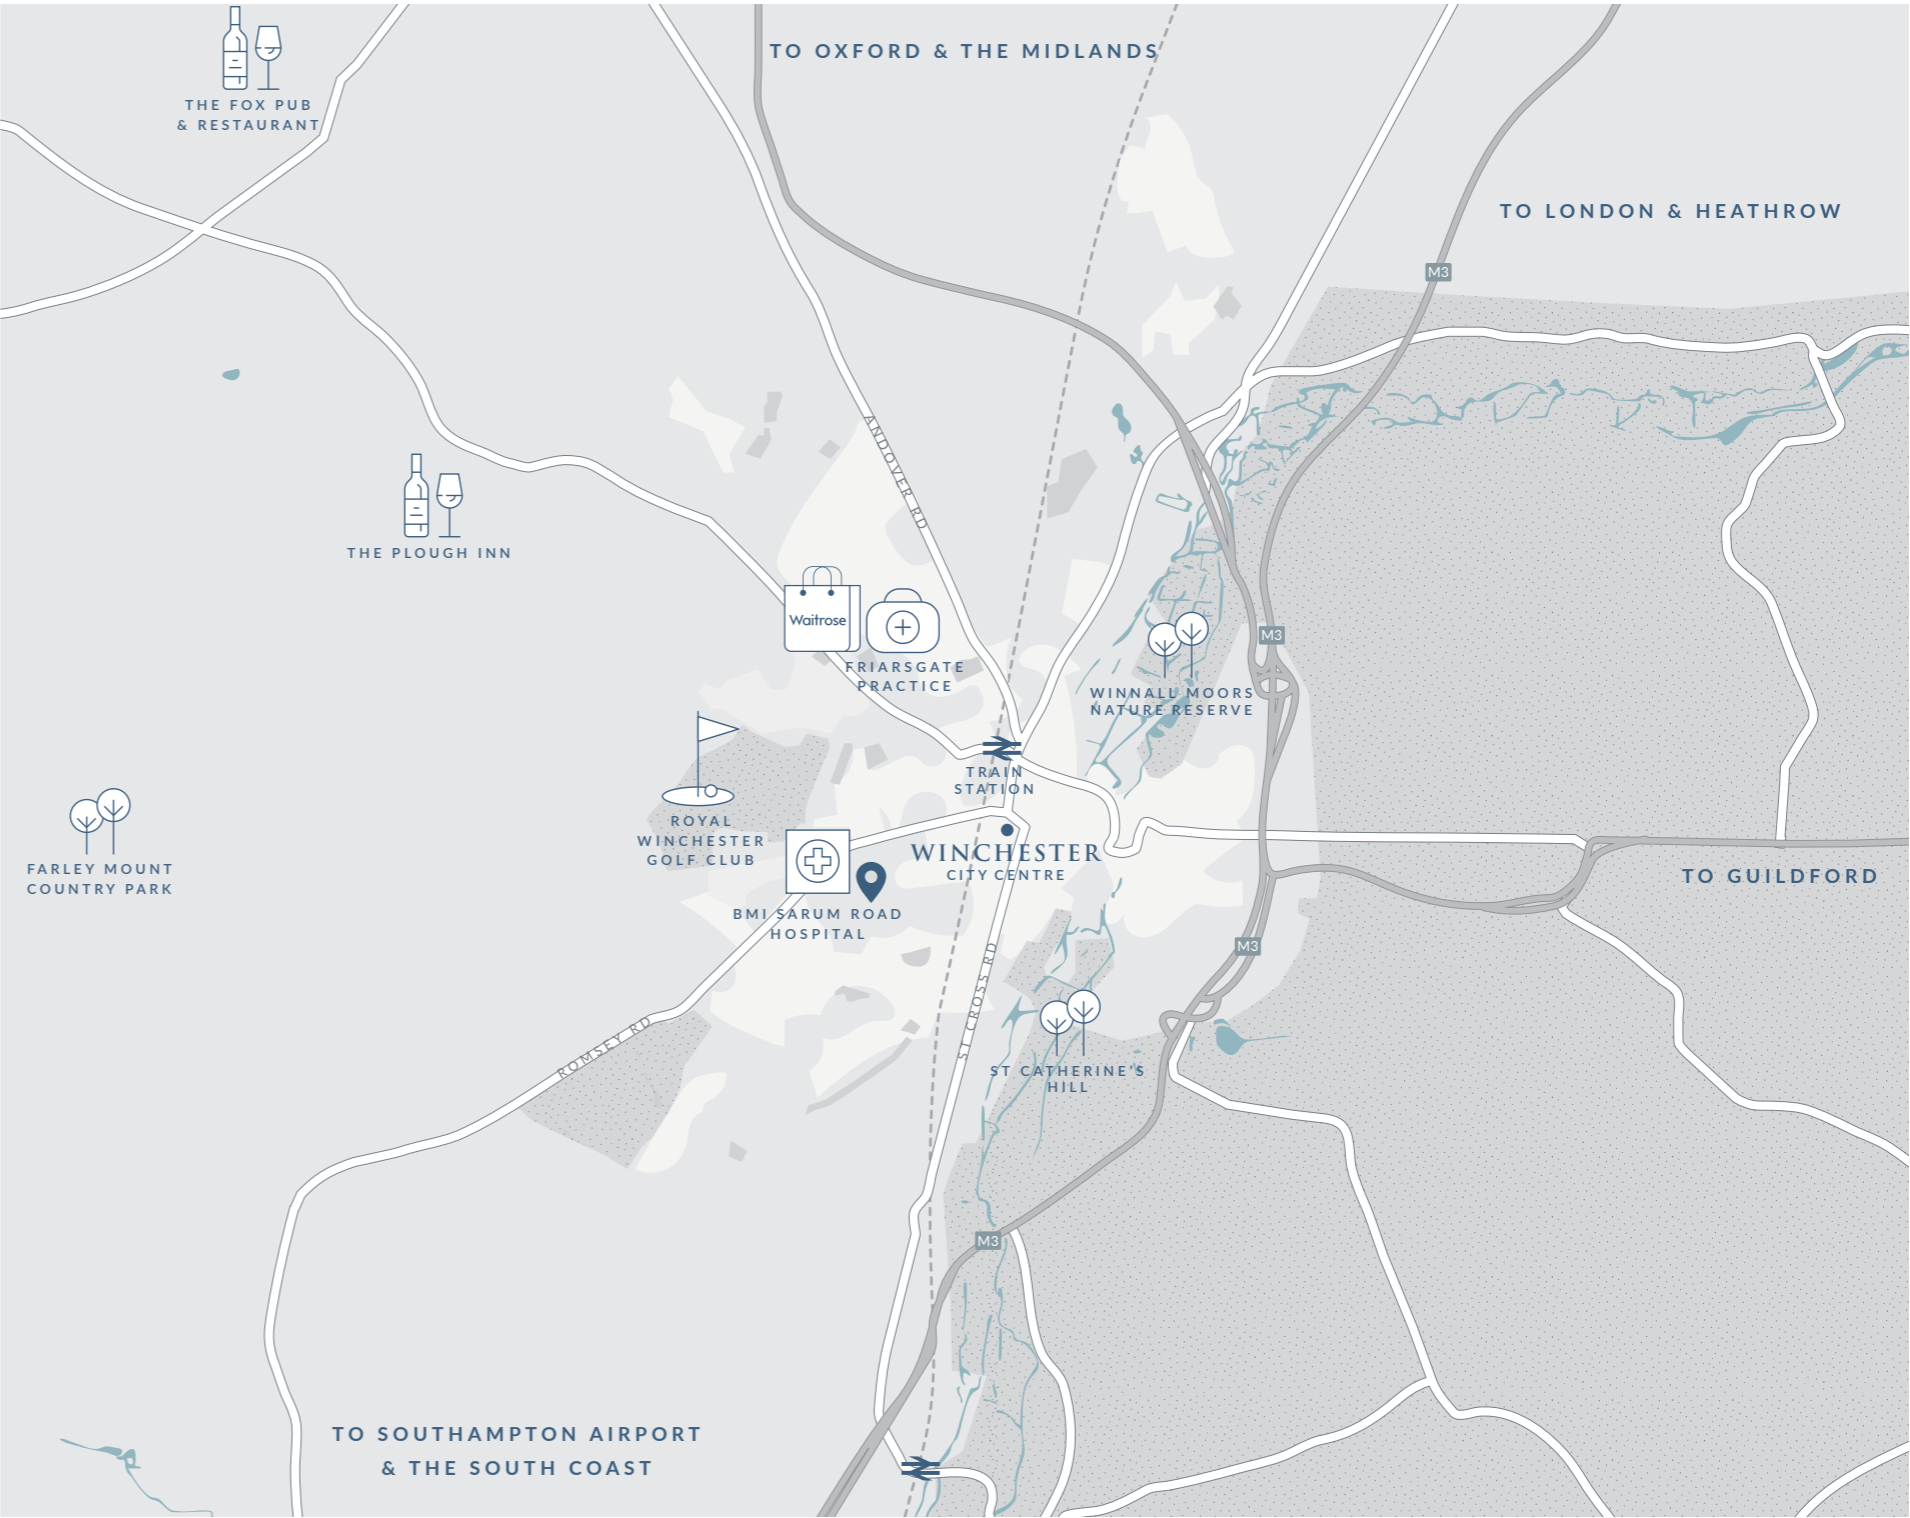 TO OXFORD & THE MIDLANDS
THE FOX PUB
& RESTAURANT
TO LONDON & HEATHROW
M3
ANDOVER RD
THE PLOUGH INN
Waitrose
FRIARSGATE
PRACTICE
M3
WINNALL MOORS
NATURE RESERVE
TRAIN
STATION
ROYAL
WINCHESTER
GOLF CLUB
FARLEY MOUNT
COUNTRY PARK
WINCHESTER
CITY CENTRE
TO GUILDFORD
BMI SARUM ROAD
HOSPITAL
M3
ST CROSS RD
ROMSEY RD
ST CATHERINE'S
HILL
M3
TO SOUTHAMPTON AIRPORT
& THE SOUTH COAST